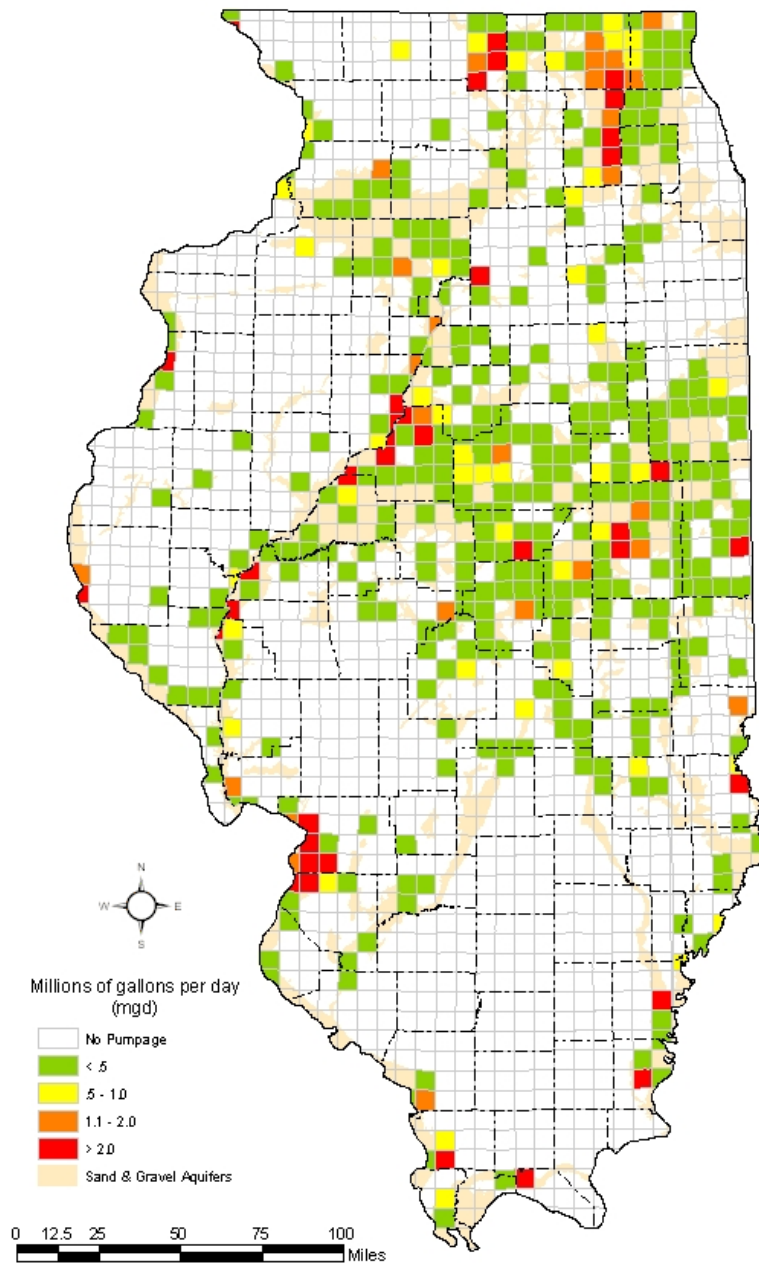 N
W E
S
Millions of gallons per day
(mgd)
No Pumpage
< .5
.5 - 1.0
1.1 - 2.0
> 2.0
Sand & Gravel Aquifers
0 12.5 25 50 75 100
Miles